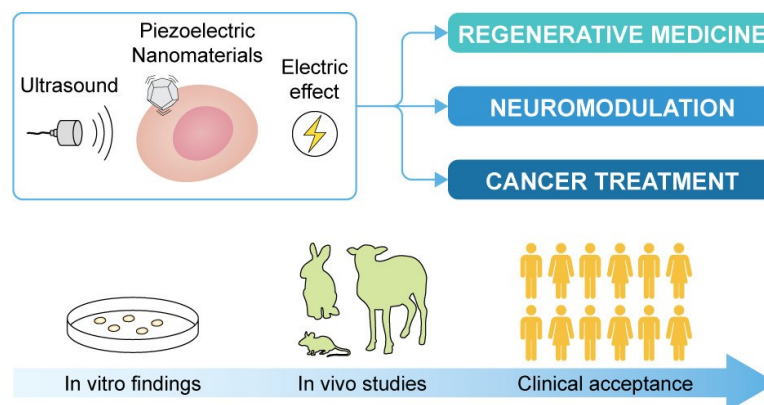 Piezoelectric
Nanomaterials
Ultrasound
Electric
effect
REGENERATIVE MEDICINE
NEUROMODULATION
CANCER TREATMENT
In vitro findings
In vivo studies
Clinical acceptance